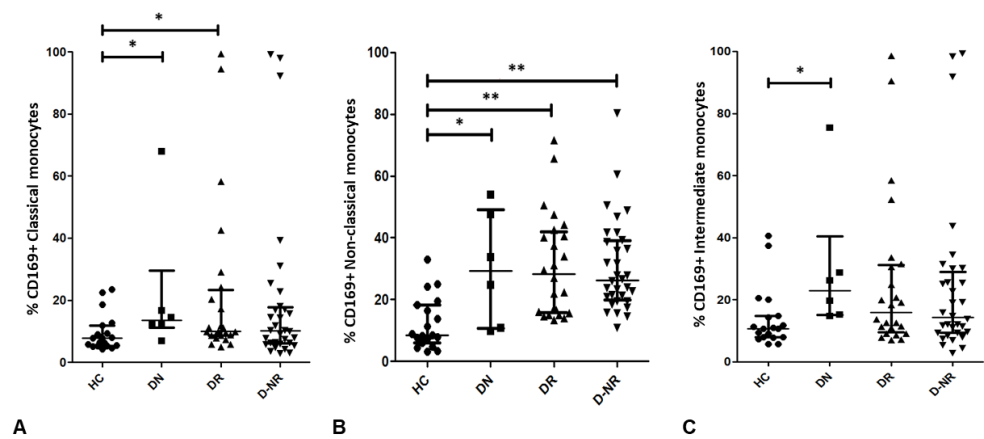 *
*
100
80
60
40
20
0
% CD169+ Classical monocytes
HC
DN
DR
D-NR
A
**
**
*
100
80
60
40
20
0
% CD169+ Non-classical monocytes
HC
DN
DR
D-NR
B
*
100
80
60
40
20
0
% CD169+ Intermediate monocytes
HC
DN
DR
D-NR
C